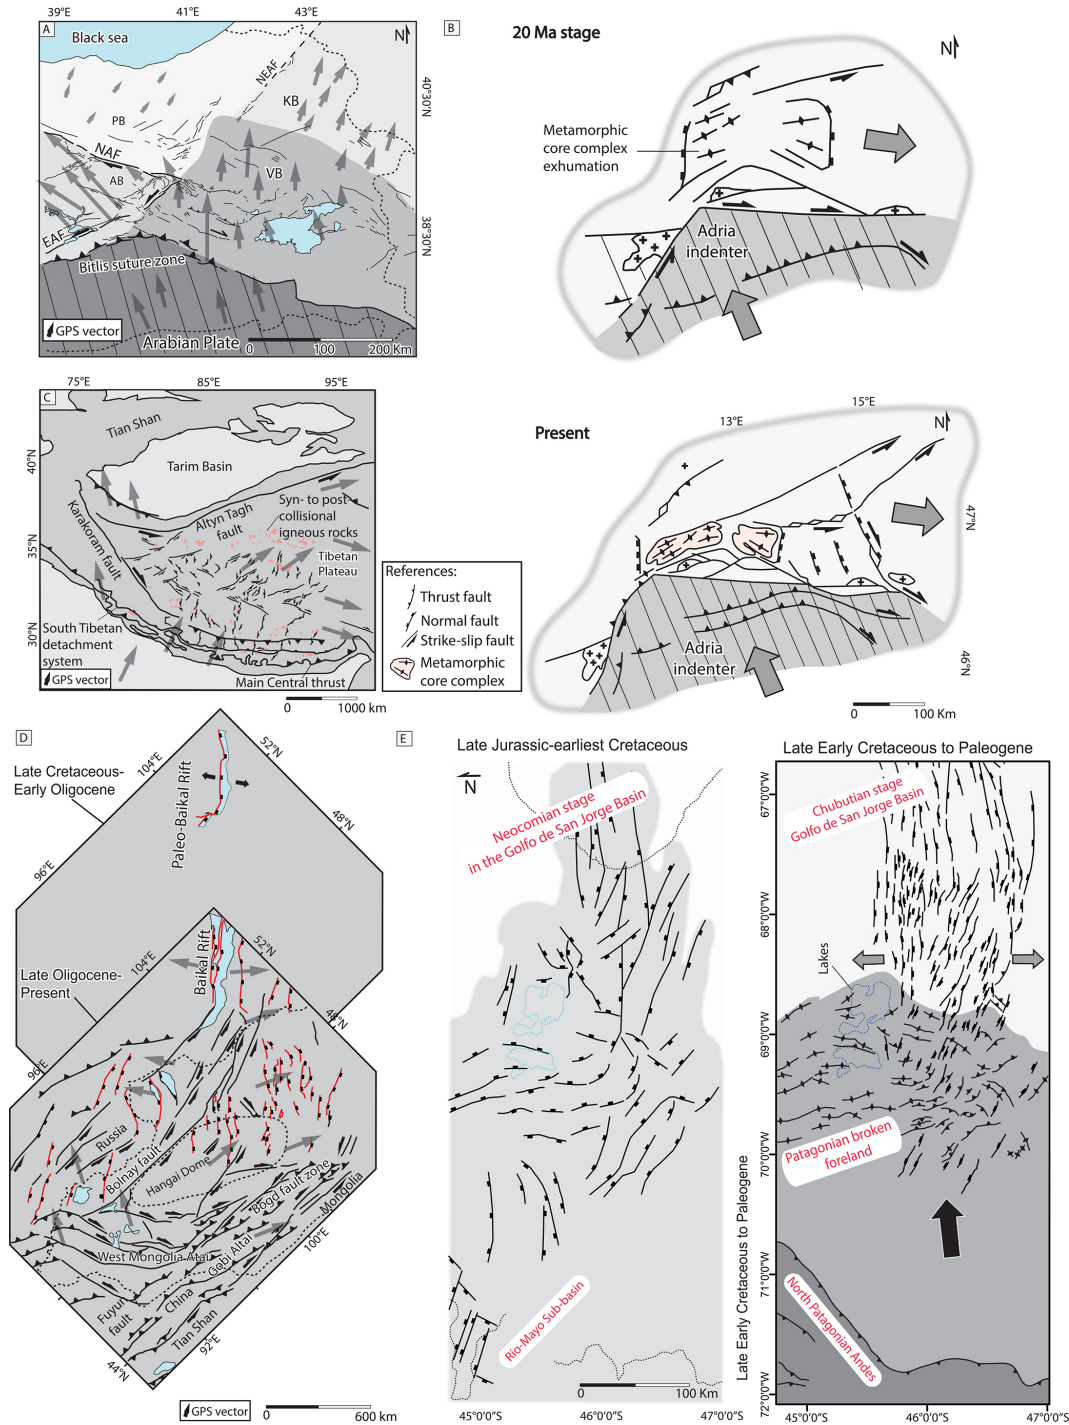 A
39°E
41°E
43°E
Black sea
N
NEAF
KB
40°30'N
PB
NAF
AB
VB
EAF
38°30'N
Bitlis suture zone
GPS vector
Arabian Plate
0
100
200 Km
B
20 Ma stage
N
Metamorphic
core complex
exhumation
Adria
indenter
Present
13°E
15°E
N
47°N
Adria
indenter
46°N
0
100 Km
C
75°E
85°E
95°E
Tian Shan
40°N
Tarim Basin
Karakoram fault
Altyn Tagh
fault
Syn- to post-
collisional
igneous rocks
35°N
Tibetan
Plateau
30°N
South Tibetan
detachment
system
GPS vector
Main Central thrust
0
1000 km
References:
Thrust fault
Normal fault
Strike-slip fault
Metamorphic
core complex
D
Late Cretaceous-
Early Oligocene
104°E
52°N
Paleo-Baikal Rift
48°N
96°E
Late Oligocene-
Present
104°E
Baikal Rift
52°N
48°N
96°E
Russia
Bolnay fault
Hangai Dome
Bogd fault zone
Mongolia
West Mongolia Altai
Gobi Altai
100°E
Fuyun
fault
China
Tian Shan
92°E
44°N
GPS vector
0
600 km
E
Late Jurassic-earliest Cretaceous
N
Neocomian stage
in the Golfo de San Jorge Basin
Rio-Mayo Sub-basin
0
100 Km
45°0'0"S
46°0'0"S
47°0'0"S
Late Early Cretaceous to Paleogene
67°0'0"W
Chubutian stage
Golfo de San Jorge Basin
68°0'0"W
Lakes
69°0'0"W
Patagonian broken
foreland
70°0'0"W
Late Early Cretaceous to Paleogene
71°0'0"W
North Patagonian
Andes
72°0'0"W
45°0'0"S
46°0'0"S
47°0'0"S